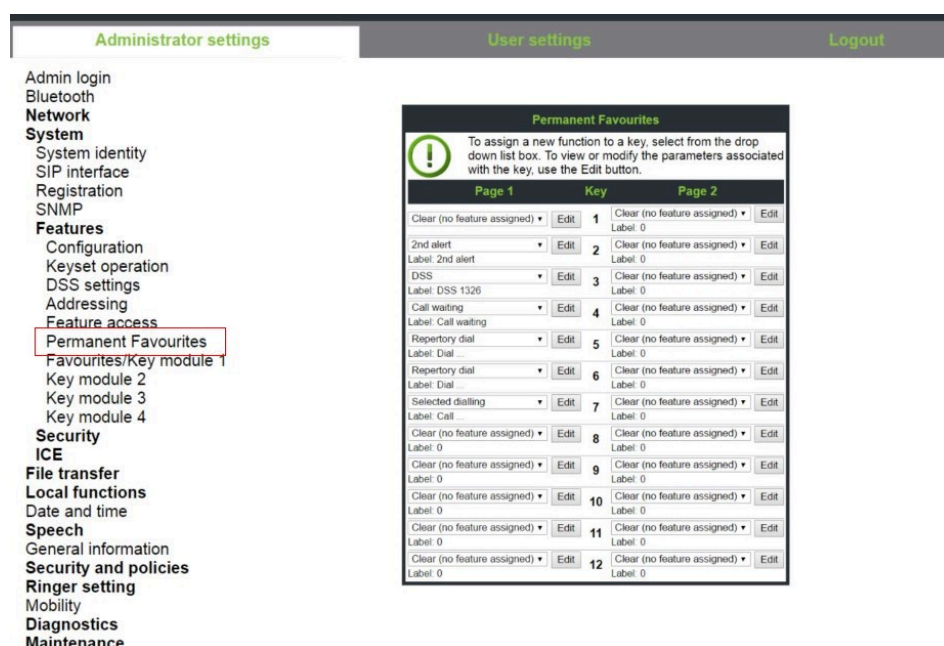 Administrator settings
User settings
Logout
Admin login
Bluetooth
Network
System
System identity
SIP interface
Registration
SNMP
Features
Configuration
Keyset operation
DSS settings
Addressing
Feature access
Permanent Favourites
Favourites/Key module 1
Key module 2
Key module 3
Key module 4
Security
ICE
File transfer
Local functions
Date and time
Speech
General information
Security and policies
Ringer setting
Mobility
Diagnostics
Maintenance
Permanent Favourites
To assign a new function to a key, select from the drop
down list box. To view or modify the parameters associated
with the key, use the Edit button.
Page 1 Key Page 2
Clear (no feature assigned) Edit 1 Clear (no feature assigned) Edit
Label: 0
2nd alert Edit 2 Clear (no feature assigned) Edit
Label: 2nd alert Label: 0
DSS Edit 3 Clear (no feature assigned) Edit
Label: DSS 1326 Label: 0
Call waiting Edit 4 Clear (no feature assigned) Edit
Label: Call waiting Label: 0
Repertory dial Edit 5 Clear (no feature assigned) Edit
Label: Dial ... Label: 0
Repertory dial Edit 6 Clear (no feature assigned) Edit
Label: Dial ... Label: 0
Selected dialling Edit 7 Clear (no feature assigned) Edit
Label: Call ... Label: 0
Clear (no feature assigned) Edit 8 Clear (no feature assigned) Edit
Label: 0 Label: 0
Clear (no feature assigned) Edit 9 Clear (no feature assigned) Edit
Label: 0 Label: 0
Clear (no feature assigned) Edit 10 Clear (no feature assigned) Edit
Label: 0 Label: 0
Clear (no feature assigned) Edit 11 Clear (no feature assigned) Edit
Label: 0 Label: 0
Clear (no feature assigned) Edit 12 Clear (no feature assigned) Edit
Label: 0 Label: 0